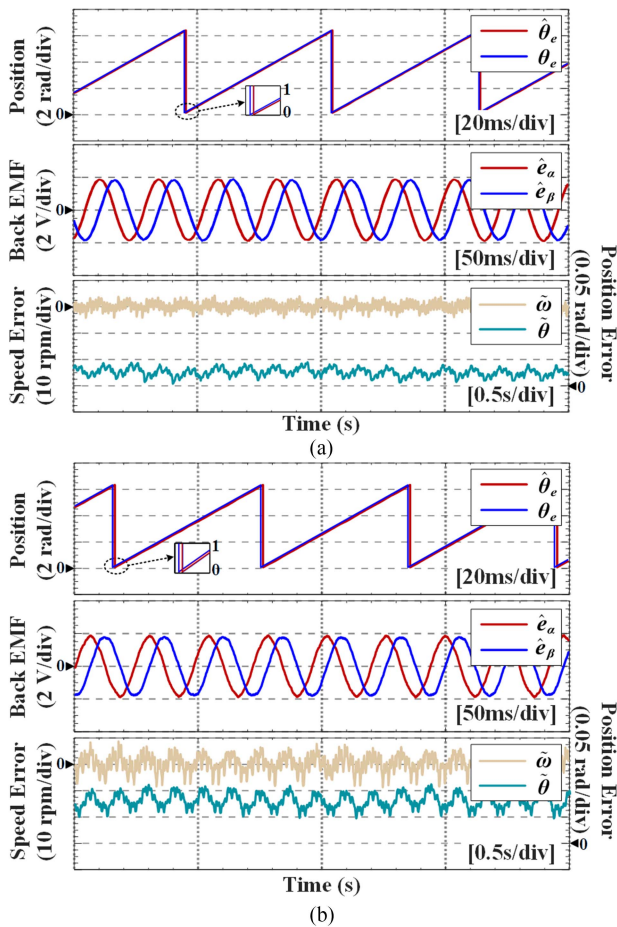 Position
(2 rad/div)
0
1
0
θ̂e
θe
[20ms/div]
Back EMF
(2 V/div)
0
êα
êβ
[50ms/div]
Speed Error
(10 rpm/div)
0
ω̃
θ̃
[0.5s/div]
0
Position Error
(0.05 rad/div)
Time (s)
(a)
Position
(2 rad/div)
0
1
0
θ̂e
θe
[20ms/div]
Back EMF
(2 V/div)
0
êα
êβ
[50ms/div]
Speed Error
(10 rpm/div)
0
ω̃
θ̃
[0.5s/div]
0
Position Error
(0.05 rad/div)
Time (s)
(b)